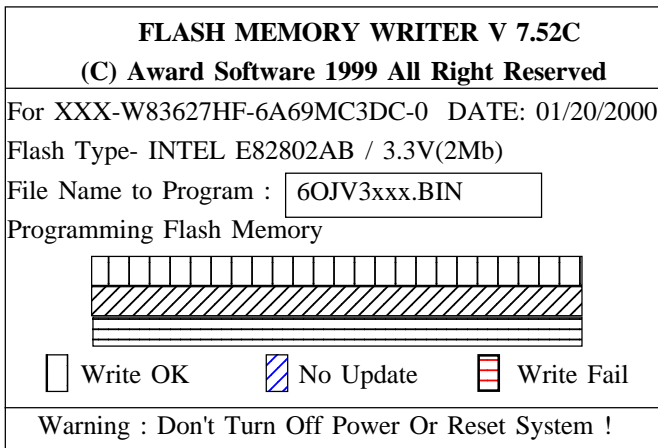 FLASH MEMORY WRITER V 7.52C
(C) Award Software 1999 All Right Reserved
For XXX-W83627HF-6A69MC3DC-0 DATE: 01/20/2000
Flash Type- INTEL E82802AB / 3.3V(2Mb)
File Name to Program : 6OJV3xxx.BIN
Programming Flash Memory
Write OK No Update Write Fail
Warning : Don't Turn Off Power Or Reset System !